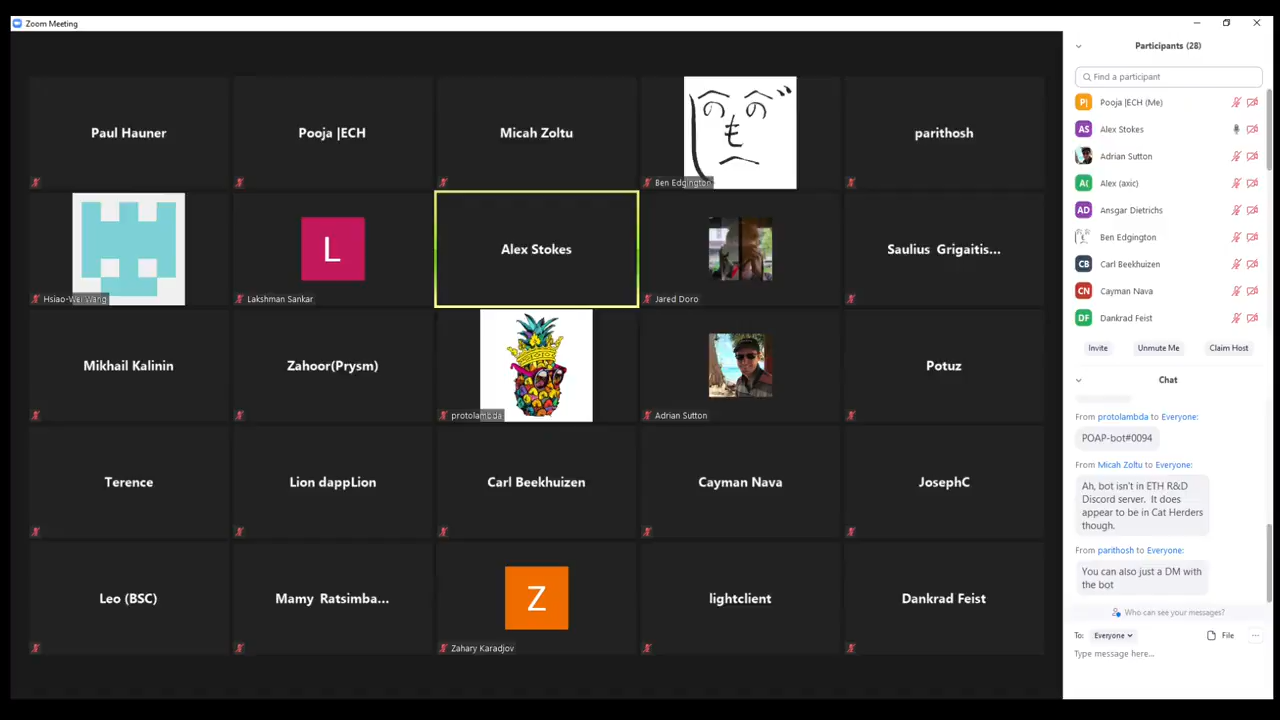 Zoom Meeting
Paul Hauner
Pooja |ECH
Micah Zoltu
Ben Edgington
parithosh
Hsiao-Wei Wang
L
Lakshman Sankar
Alex Stokes
Jared Doro
Saulius Grigaitis...
Mikhail Kalinin
Zahoor(Prysm)
protolambda
Adrian Sutton
Potuz
Terence
Lion dappLion
Carl Beekhuizen
Cayman Nava
JosephC
Leo (BSC)
Mamy Ratsimba...
Z
Zahary Karadjov
lightclient
Dankrad Feist
Participants (28)
Find a participant
PJ Pooja |ECH (Me)
AS Alex Stokes
Adrian Sutton
A( Alex (axic)
AD Ansgar Dietrichs
Ben Edgington
CB Carl Beekhuizen
CN Cayman Nava
DF Dankrad Feist
Invite Unmute Me Claim Host
Chat
From protolambda to Everyone:
POAP-bot#0094
From Micah Zoltu to Everyone:
Ah, bot isn't in ETH R&D
Discord server. It does
appear to be in Cat Herders
though.
From parithosh to Everyone:
You can also just a DM with
the bot
Who can see your messages?
To: Everyone File ...
Type message here...